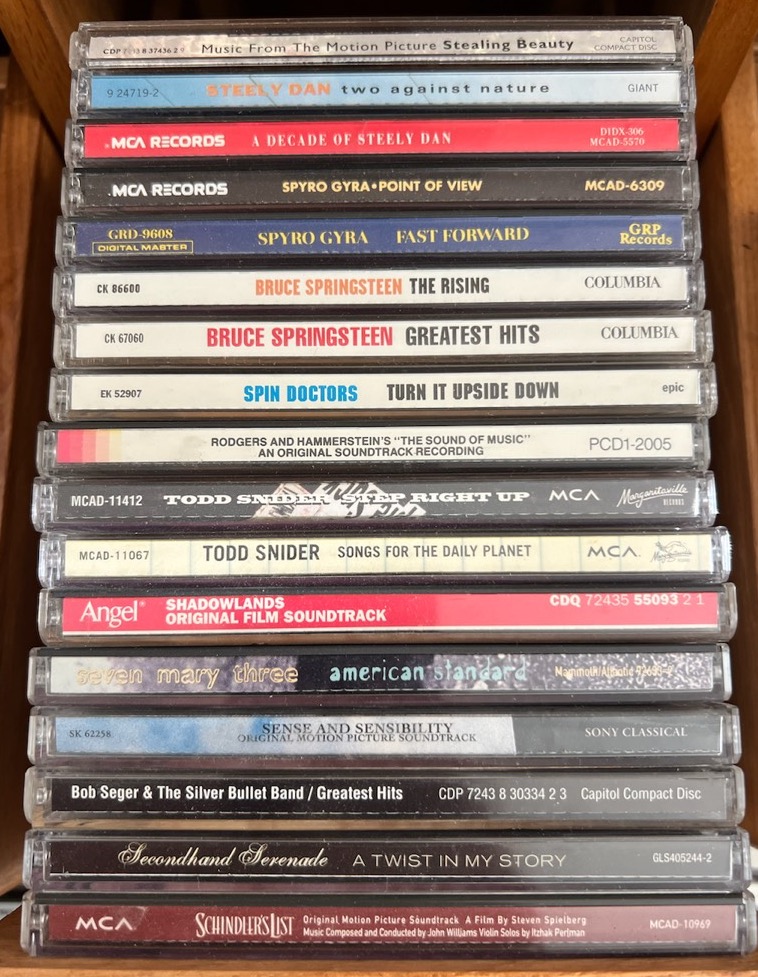 CDP 7243 8 37436 2 9 Music From The Motion Picture Stealing Beauty CAPITOL COMPACT DISC
9 24719-2 STEELY DAN two against nature GIANT
MCA RECORDS A DECADE OF STEELY DAN DIDX-306 MCAD-5570
MCA RECORDS SPYRO GYRA•POINT OF VIEW MCAD-6309
GRD-9608 DIGITAL MASTER SPYRO GYRA FAST FORWARD GRP Records
CK 86600 BRUCE SPRINGSTEEN THE RISING COLUMBIA
CK 67060 BRUCE SPRINGSTEEN GREATEST HITS COLUMBIA
EK 52907 SPIN DOCTORS TURN IT UPSIDE DOWN epic
RODGERS AND HAMMERSTEIN'S "THE SOUND OF MUSIC"
AN ORIGINAL SOUNDTRACK RECORDING PCD1-2005
MCAD-11412 TODD SNIDER STEP RIGHT UP MCA Margaritaville RECORDS
MCAD-11067 TODD SNIDER SONGS FOR THE DAILY PLANET MCA.
Angel® SHADOWLANDS CDQ 72435 55093 2 1
ORIGINAL FILM SOUNDTRACK
seven mary three american standard Mammoth/Atlantic
SK 62258 SENSE AND SENSIBILITY SONY CLASSICAL
ORIGINAL MOTION PICTURE SOUNDTRACK
Bob Seger & The Silver Bullet Band / Greatest Hits CDP 7243 8 30334 2 3 Capitol Compact Disc
Secondhand Serenade A TWIST IN MY STORY GLS405244-2
MCA SCHINDLER'S LIST Original Motion Picture Soundtrack A Film By Steven Spielberg MCAD-10969
Music Composed and Conducted by John Williams Violin Solos by Itzhak Perlman